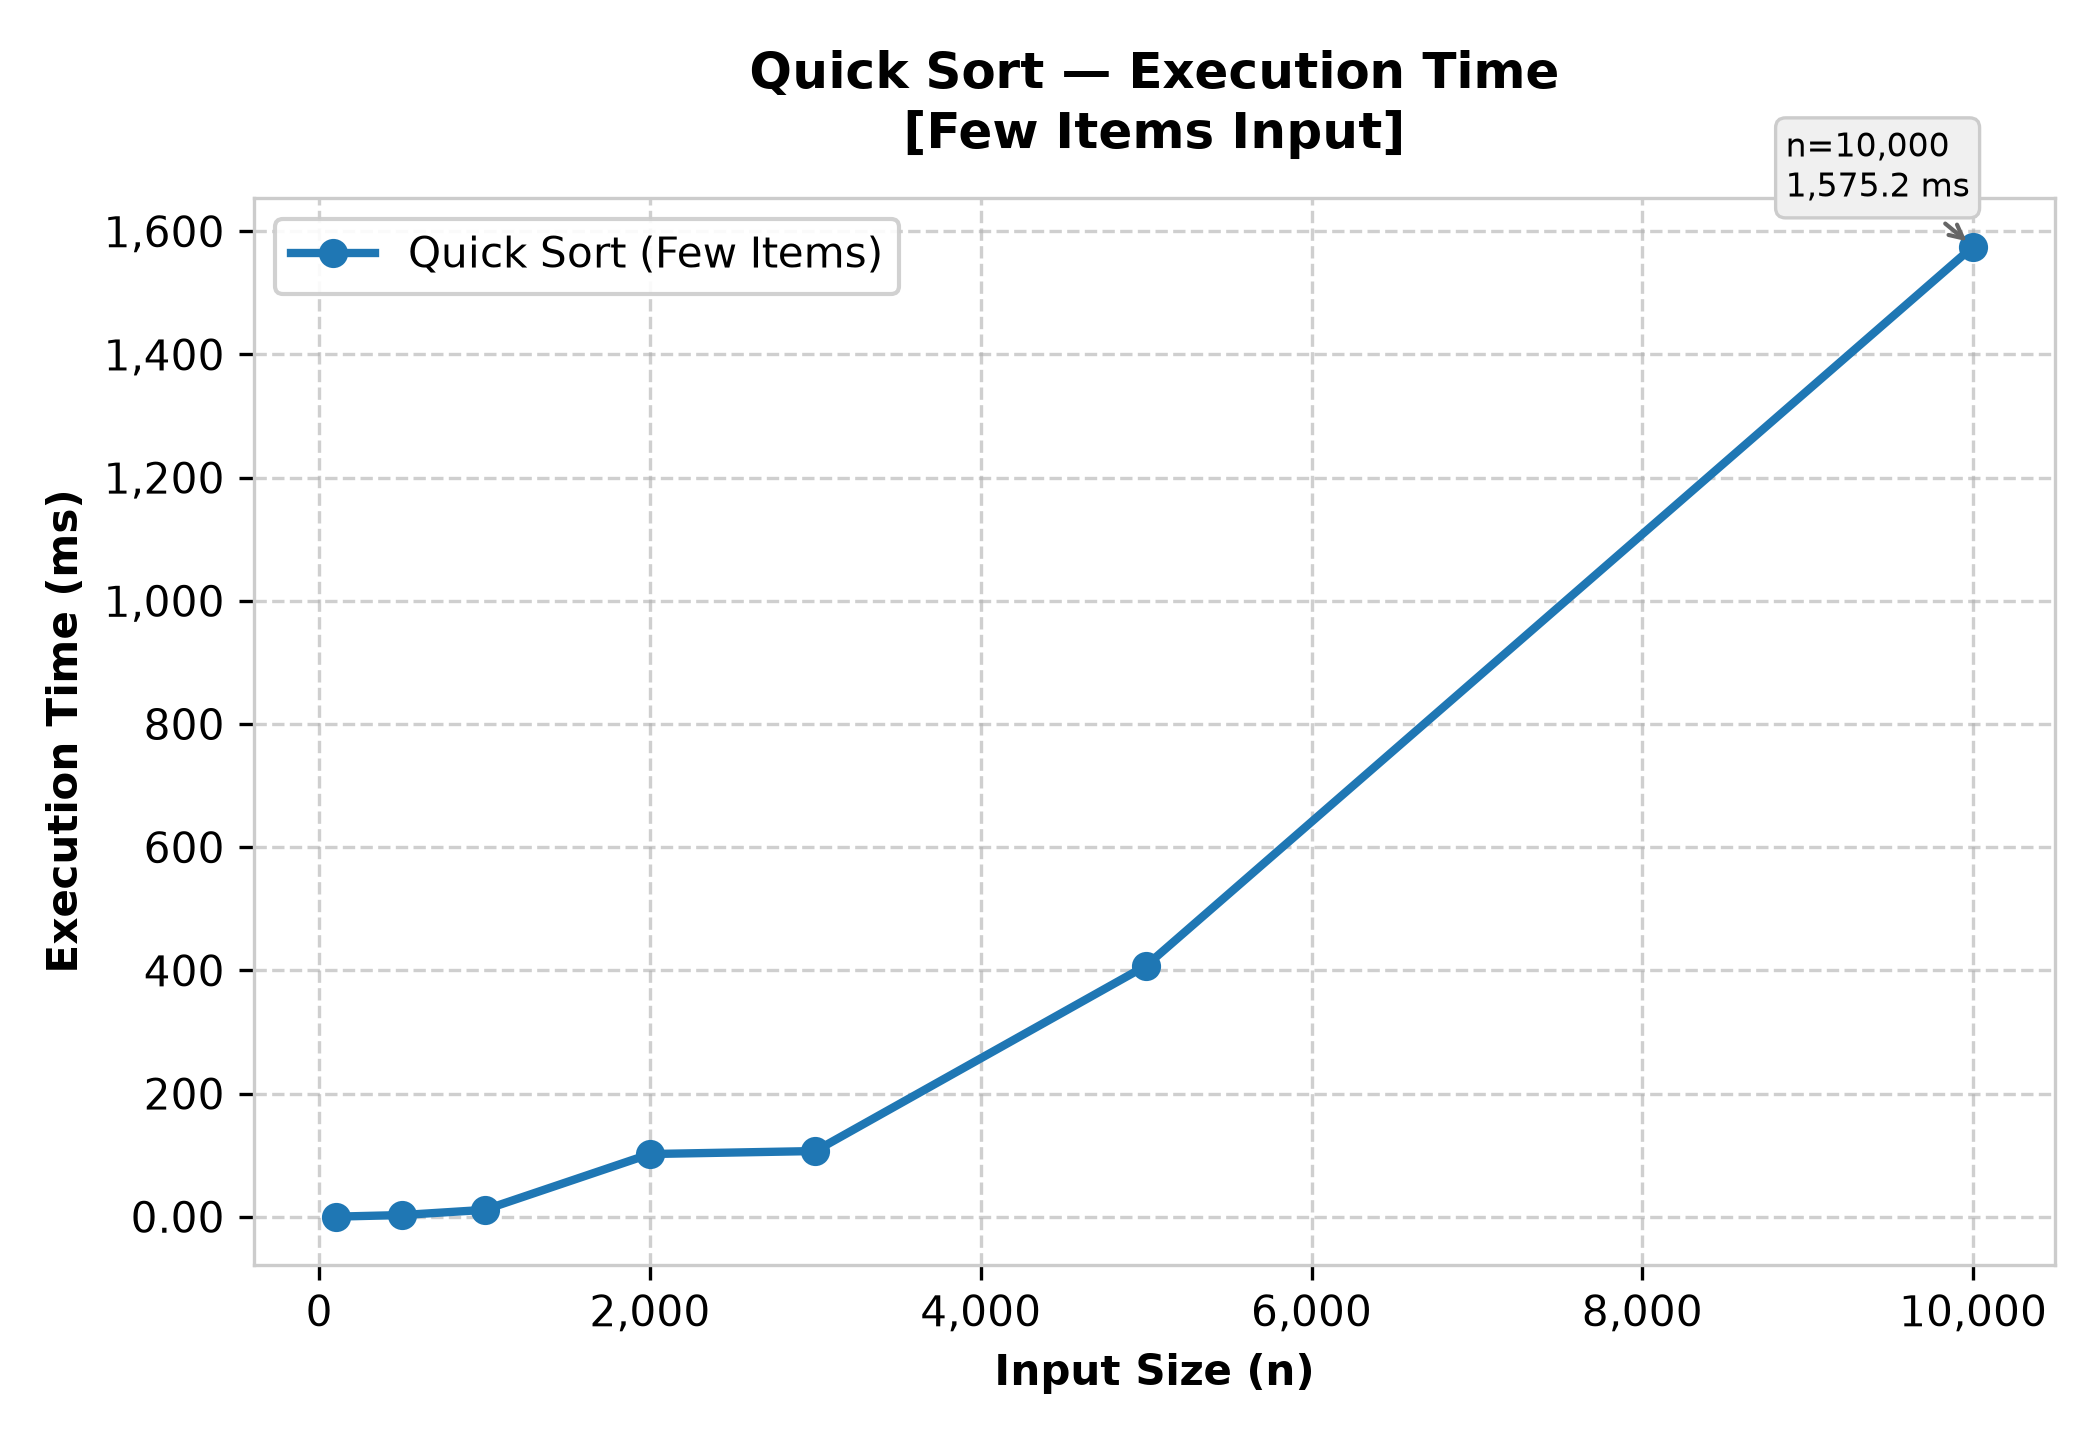 Quick Sort — Execution Time
[Few Items Input]
n=10,000
1,575.2 ms
Quick Sort (Few Items)
1,600
1,400
1,200
1,000
800
600
400
200
0.00
Execution Time (ms)
0
2,000
4,000
6,000
8,000
10,000
Input Size (n)